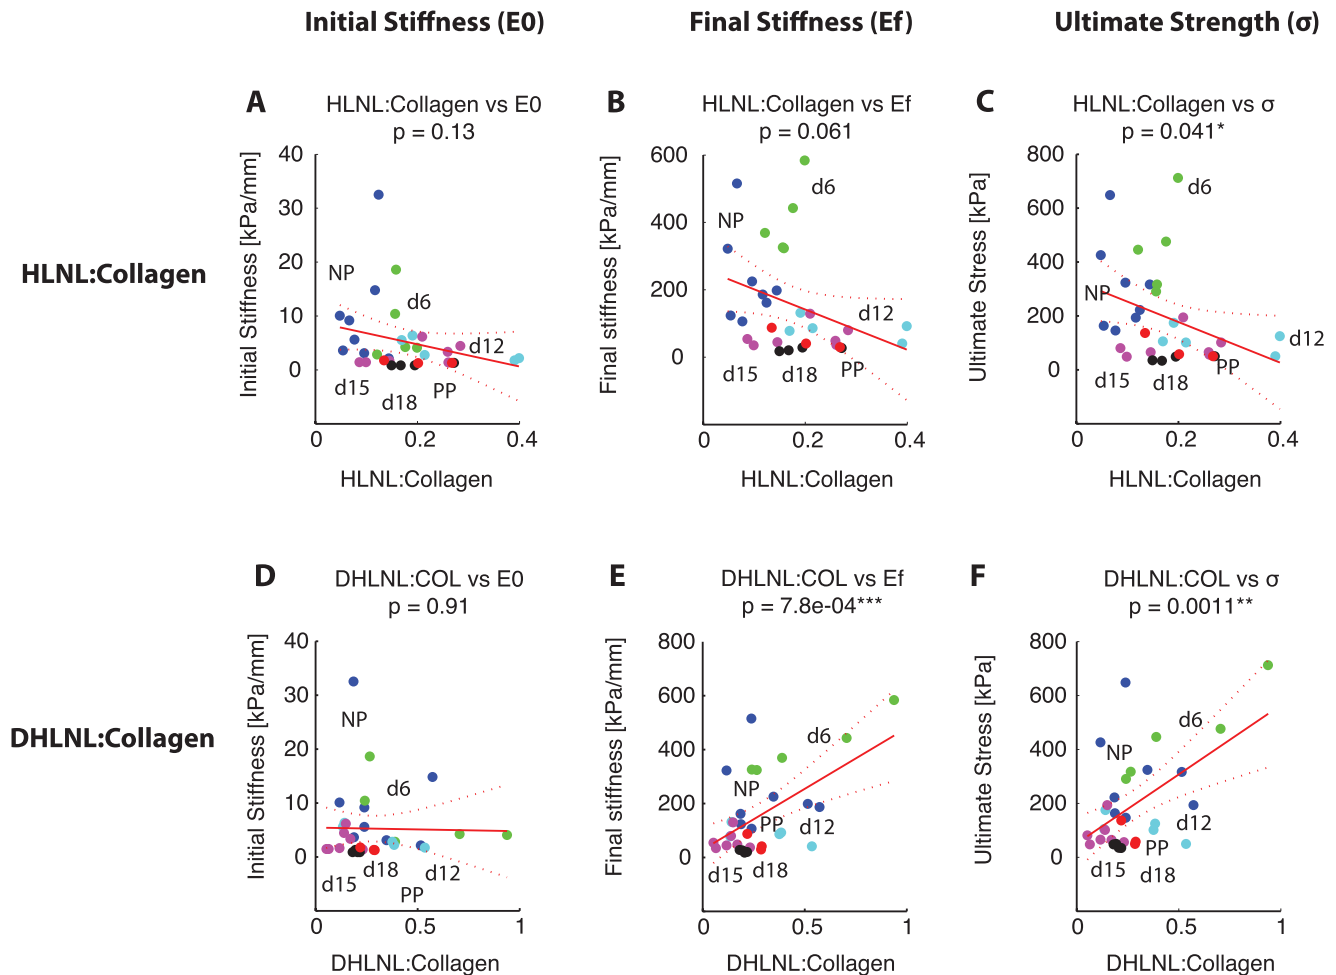 Initial Stiffness (E0)
Final Stiffness (Ef)
Ultimate Strength (σ)
HLNL:Collagen
A
HLNL:Collagen vs E0
p = 0.13
Initial Stiffness [kPa/mm]
40
30
20
10
0
NP
d6
d12
d15
d18
PP
0
0.2
0.4
HLNL:Collagen
B
HLNL:Collagen vs Ef
p = 0.061
Final stiffness [kPa/mm]
600
400
200
0
d6
NP
d12
d15
d18
PP
0
0.2
0.4
HLNL:Collagen
C
HLNL:Collagen vs σ
p = 0.041*
Ultimate Stress [kPa]
800
600
400
200
0
d6
NP
d12
d15
d18
PP
0
0.2
0.4
HLNL:Collagen
DHLNL:Collagen
D
DHLNL:COL vs E0
p = 0.91
Initial Stiffness [kPa/mm]
40
30
20
10
0
NP
d6
d15
d18
d12
PP
0
0.5
1
DHLNL:Collagen
E
DHLNL:COL vs Ef
p = 7.8e-04***
Final stiffness [kPa/mm]
800
600
400
200
0
d6
NP
PP
d12
d15
d18
0
0.5
1
DHLNL:Collagen
F
DHLNL:COL vs σ
p = 0.0011**
Ultimate Stress [kPa]
800
600
400
200
0
d6
NP
d12
PP
d15
d18
0
0.5
1
DHLNL:Collagen